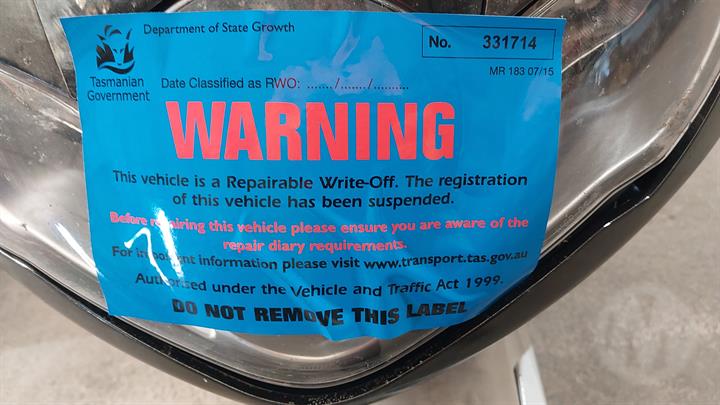 Department of State Growth
No. 331714
MR 183 07/15
Tasmanian
Government
Date Classified as RWO: ......./......./..........
WARNING
This vehicle is a Repairable Write-Off. The registration
of this vehicle has been suspended.
Before repairing this vehicle please ensure you are aware of the
repair diary requirements.
For important information please visit www.transport.tas.gov.au
Authorised under the Vehicle and Traffic Act 1999.
DO NOT REMOVE THIS LABEL